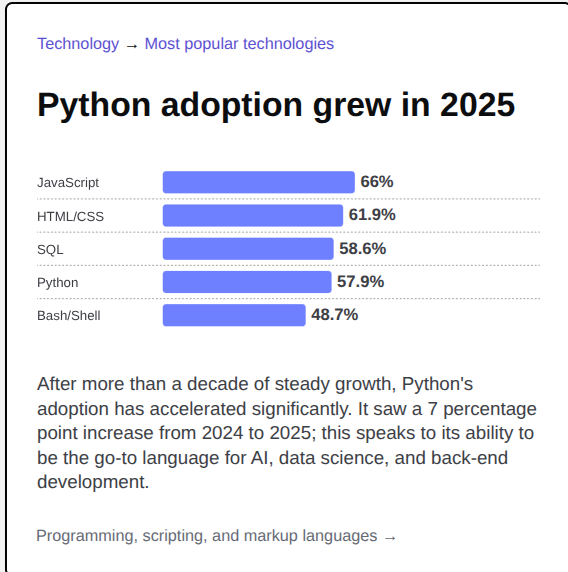 Technology → Most popular technologies
Python adoption grew in 2025
JavaScript 66%
HTML/CSS 61.9%
SQL 58.6%
Python 57.9%
Bash/Shell 48.7%
After more than a decade of steady growth, Python's
adoption has accelerated significantly. It saw a 7 percentage
point increase from 2024 to 2025; this speaks to its ability to
be the go-to language for AI, data science, and back-end
development.
Programming, scripting, and markup languages →